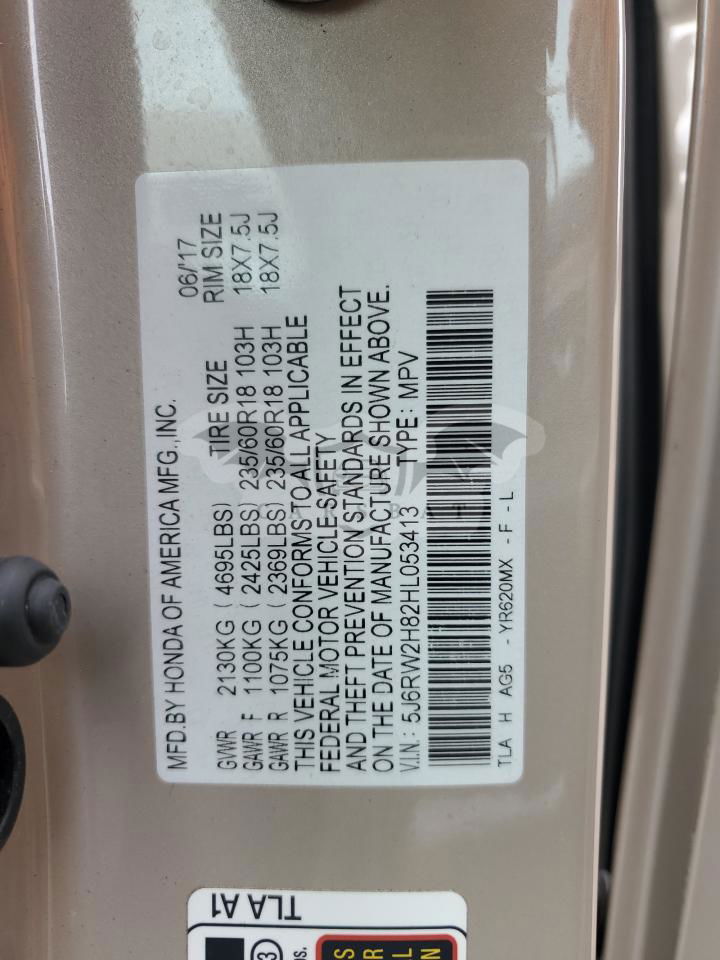 MFD.BY HONDA OF AMERICA MFG.,INC. 06/'17
GVWR 2130KG ( 4695LBS) TIRE SIZE RIM SIZE
GAWR F 1100KG ( 2425LBS) 235/60R18 103H 18X7.5J
GAWR R 1075KG ( 2369LBS) 235/60R18 103H 18X7.5J
THIS VEHICLE CONFORMS TO ALL APPLICABLE
FEDERAL MOTOR VEHICLE SAFETY
AND THEFT PREVENTION STANDARDS IN EFFECT
ON THE DATE OF MANUFACTURE SHOWN ABOVE.
V.I.N.: 5J6RW2H82HL053413 TYPE: MPV
TLA H AG5 - YR620MX - F - L
CARSBAT
TLA A1